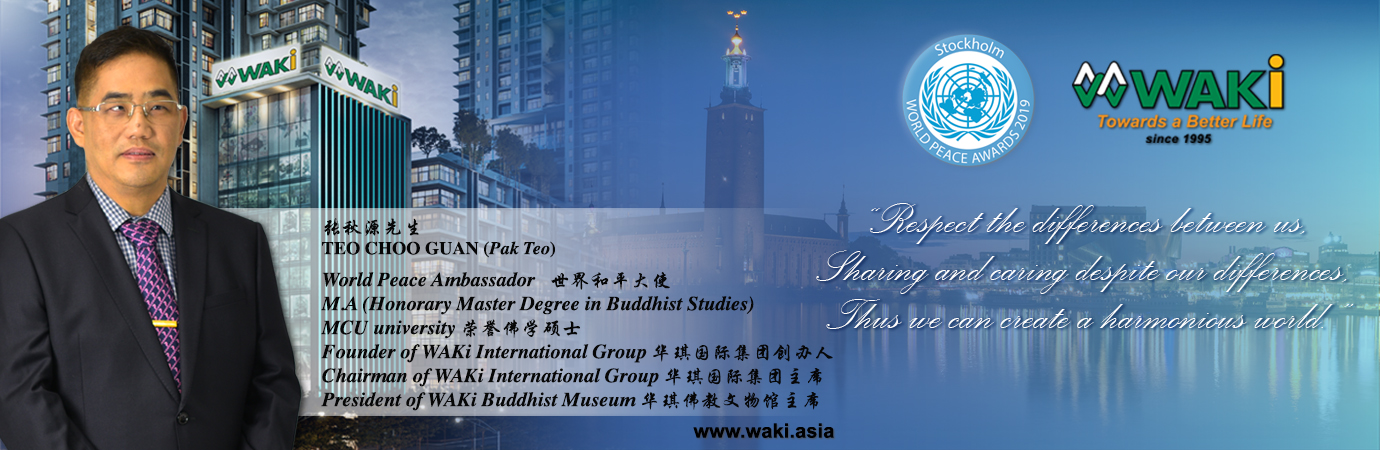 WAKi
WAKi
Stockholm
WORLD PEACE AWARDS 2019
WAKi
Towards a Better Life
since 1995
张秋源先生
TEO CHOO GUAN (Pak Teo)
World Peace Ambassador 世界和平大使
M.A (Honorary Master Degree in Buddhist Studies)
MCU university 荣誉佛学硕士
Founder of WAKi International Group 华琪国际集团创办人
Chairman of WAKi International Group 华琪国际集团主席
President of WAKi Buddhist Museum 华琪佛教文物馆主席
www.waki.asia
“Respect the differences between us,
Sharing and caring despite our differences,
Thus we can create a harmonious world.”